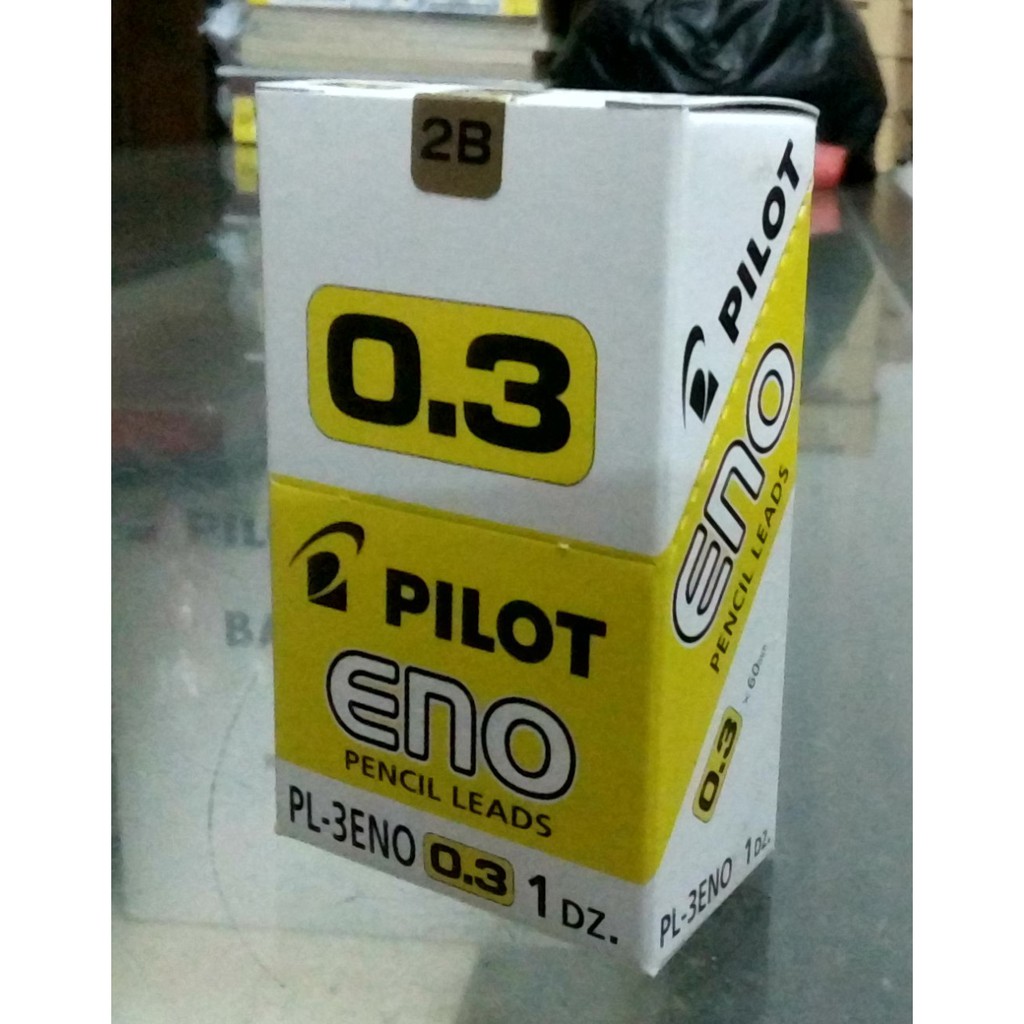 2B
0.3
PILOT
ENO
PENCIL LEADS
PL-3ENO 0.3 1 DZ.
PILOT
ENO
PENCIL LEADS
0.3 × 60mm
PL-3ENO 1 DZ.